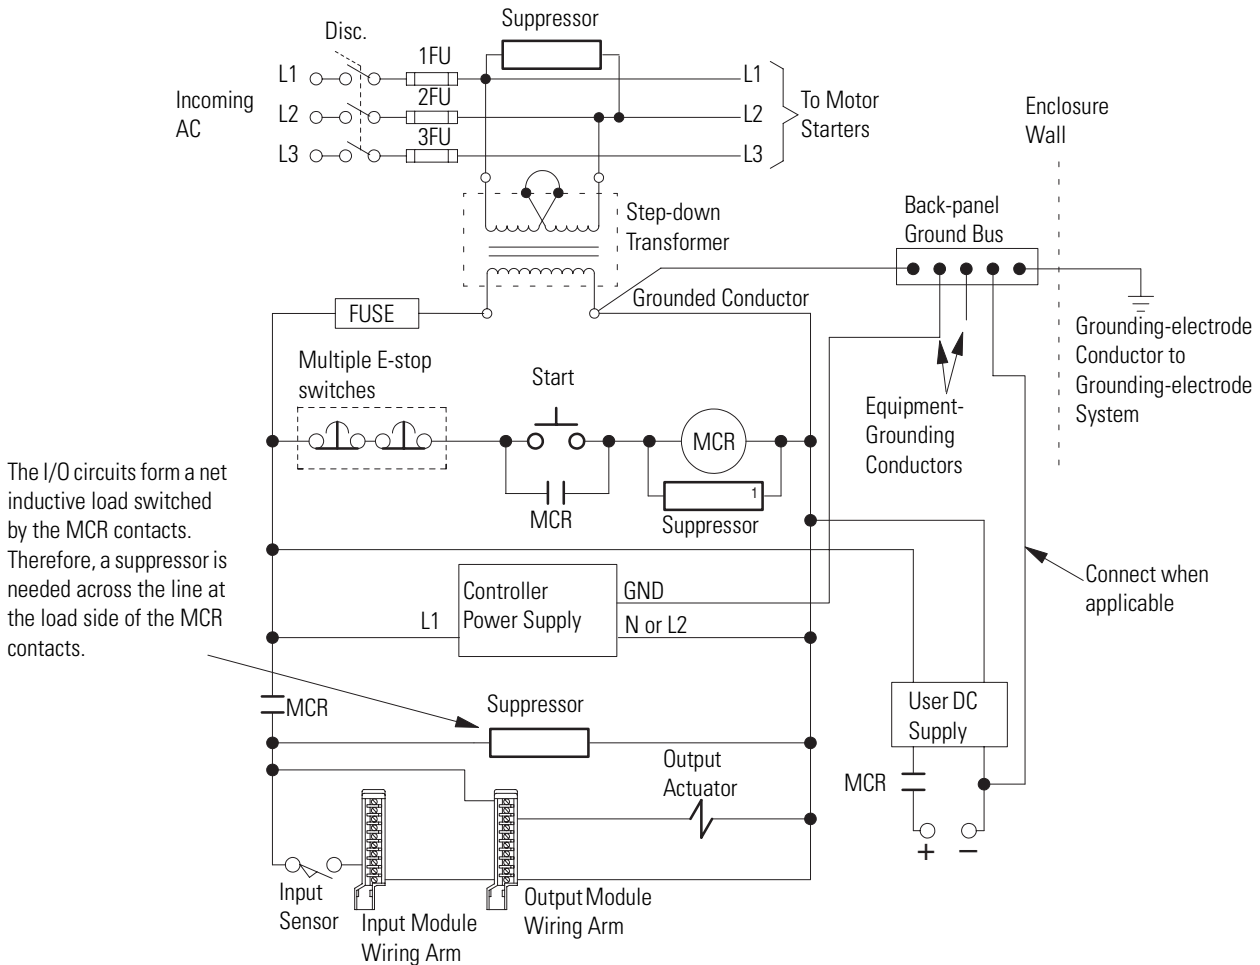 Suppressor
Disc.
1FU
L1
L1
Incoming
AC
2FU
L2
L2
To Motor
Starters
3FU
L3
L3
Enclosure
Wall
Step-down
Transformer
Back-panel
Ground Bus
Grounded Conductor
FUSE
Grounding-electrode
Conductor to
Grounding-electrode
System
Multiple E-stop
switches
Start
Equipment-
Grounding
Conductors
MCR
MCR
1
Suppressor
The I/O circuits form a net
inductive load switched
by the MCR contacts.
Therefore, a suppressor is
needed across the line at
the load side of the MCR
contacts.
Connect when
applicable
Controller
Power Supply
GND
L1
N or L2
MCR
Suppressor
User DC
Supply
Output
Actuator
MCR
+
–
Input
Sensor
Input Module
Wiring Arm
Output Module
Wiring Arm